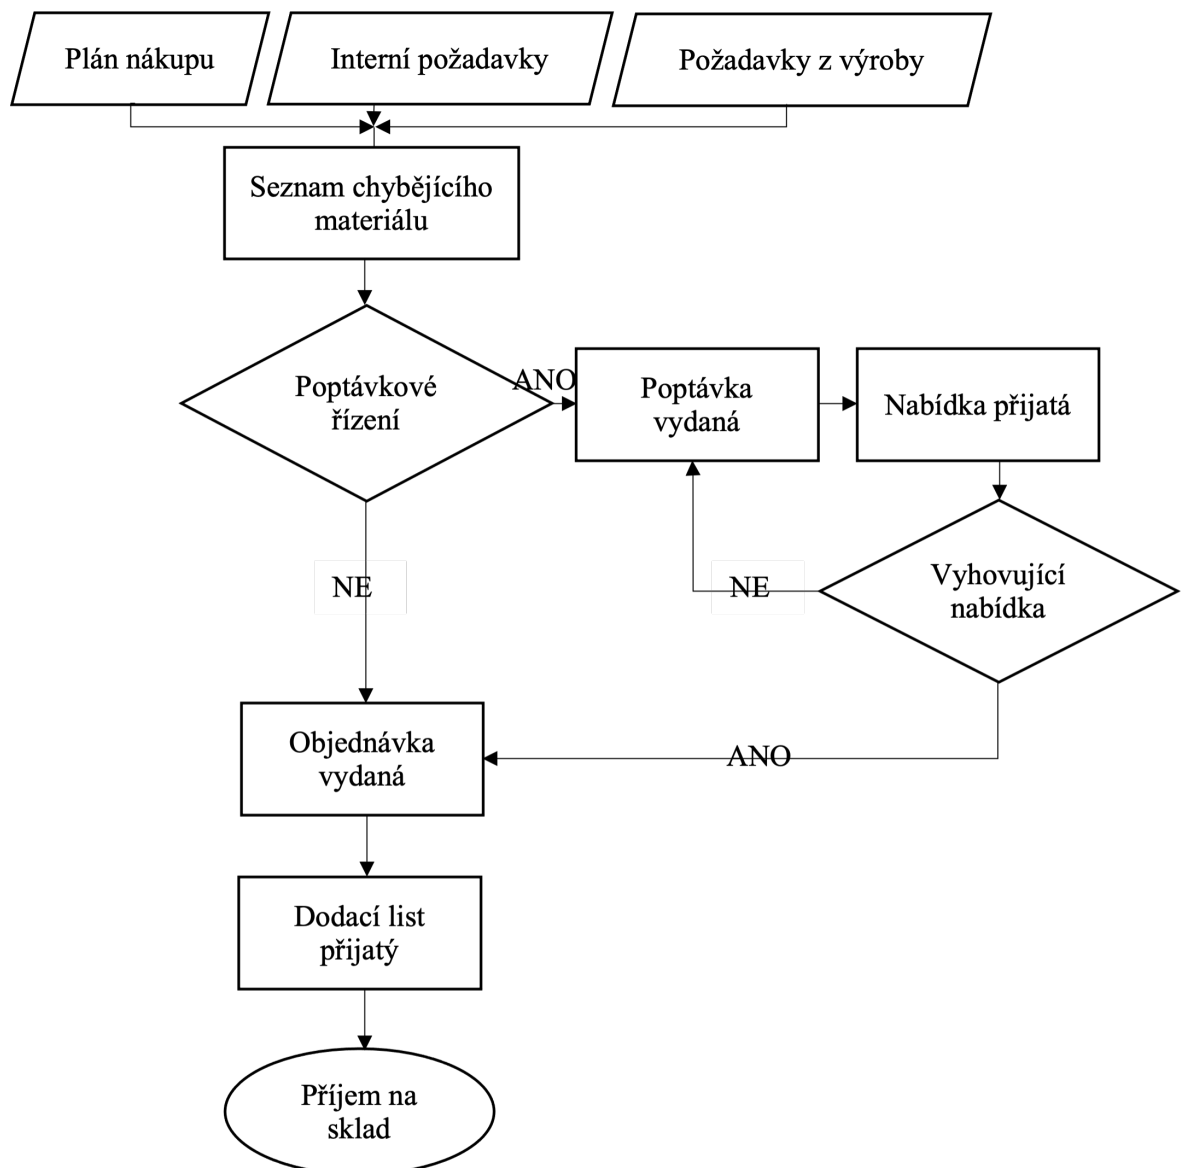 Plán nákupu
Interní požadavky
Požadavky z výroby
Seznam chybějícího
materiálu
Poptávkové
řízení
ANO
Poptávka
vydaná
Nabídka přijatá
NE
NE
Vyhovující
nabídka
Objednávka
vydaná
ANO
Dodací list
přijatý
Příjem na
sklad